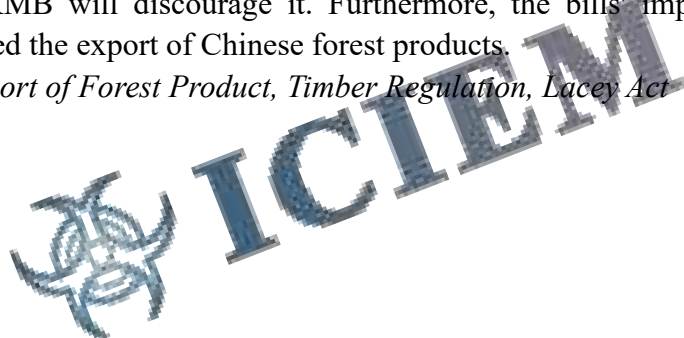 RMB will discourage it. Furthermore, the bills' imp
ed the export of Chinese forest products.
ort of Forest Product, Timber Regulation, Lacey Act
ICIEM